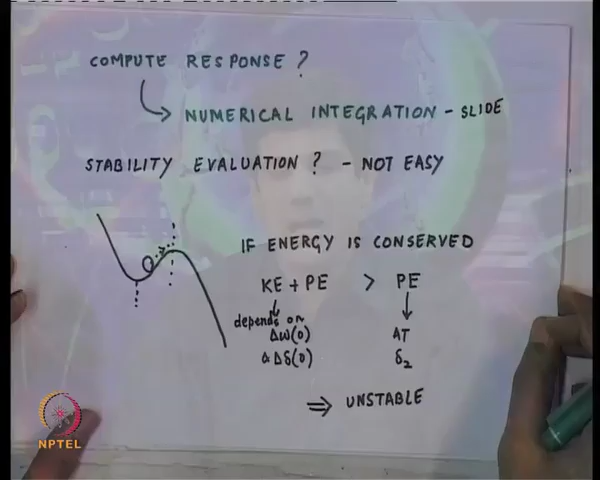 COMPUTE RESPONSE ?
NUMERICAL INTEGRATION - SLIDE
STABILITY EVALUATION ? - NOT EASY
IF ENERGY IS CONSERVED
KE + PE > PE
depends on
Δω(0) AT
& Δδ(0) δ₂
⇒ UNSTABLE
NPTEL